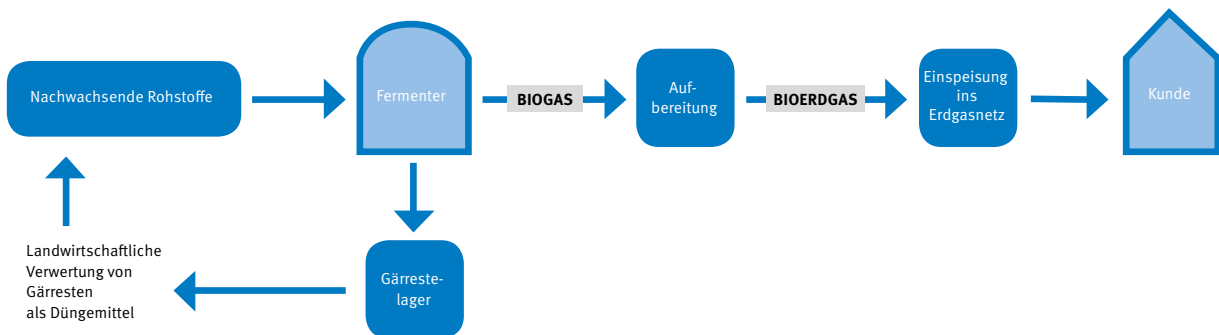 Nachwachsende Rohstoffe
Fermenter
BIOGAS
Auf-
bereitung
BIOERDGAS
Einspeisung
ins
Erdgasnetz
Kunde
Landwirtschaftliche
Verwertung von
Gärresten
als Düngemittel
Gärreste-
lager